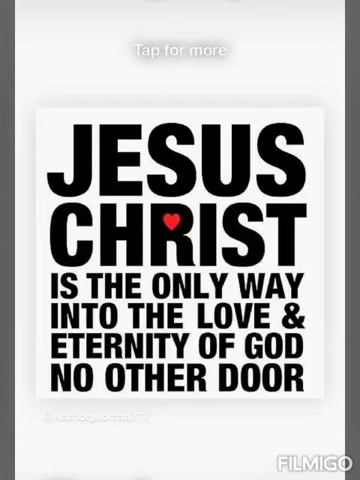 Tap for more
JESUS
CHRIST
IS THE ONLY WAY
INTO THE LOVE &
ETERNITY OF GOD
NO OTHER DOOR
FILMIGO